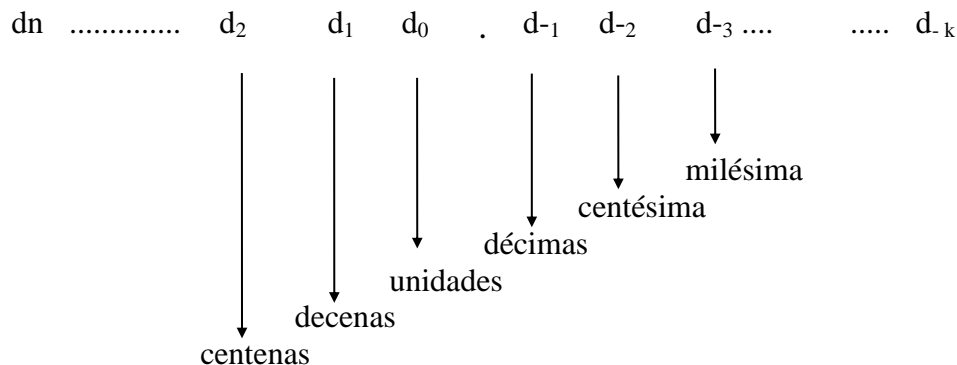 dn .............. d₂ d₁ d₀ . d-₁ d-₂ d-₃ .... ..... d₋ₖ
milésima
centésima
décimas
unidades
decenas
centenas